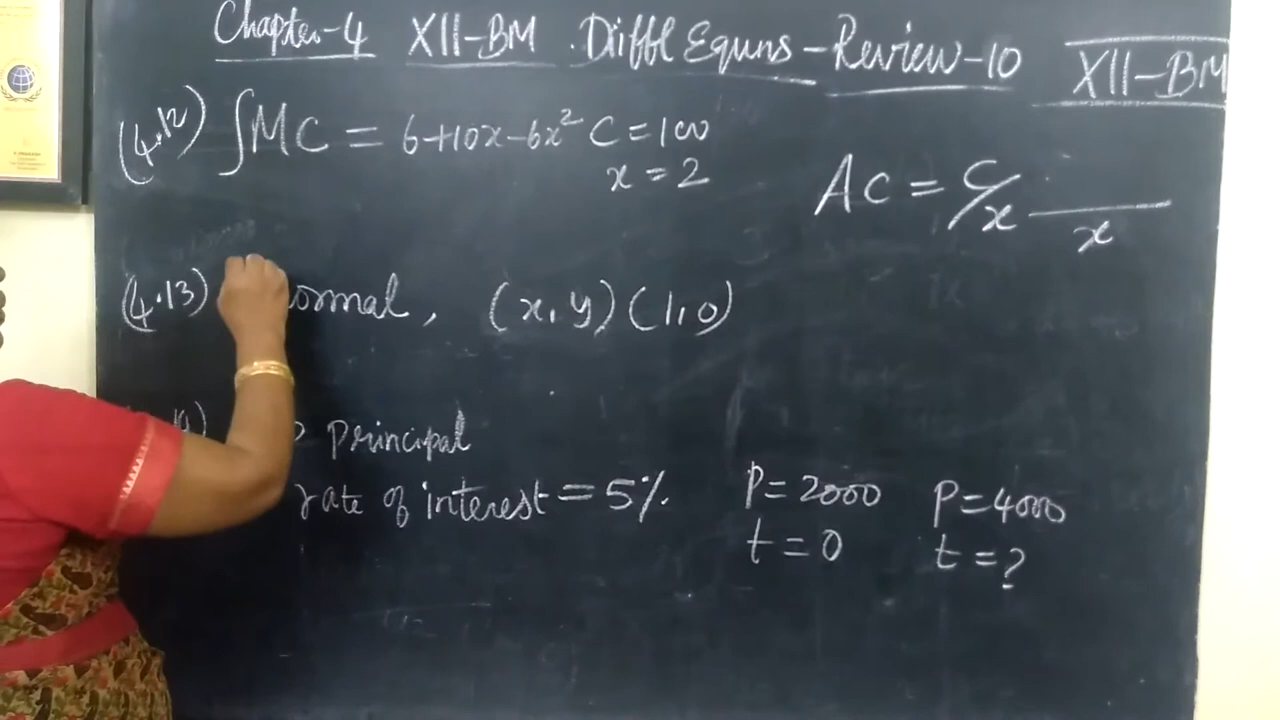 Chapter-4 XII-BM Diffl Equns - Review-10 XII-BM
(4.12) ∫MC = 6+10x-6x² C=100
x=2
AC = C/x
x
(4.13) ormal, (x,y)(1,0)
Principal
rate of interest = 5%
P=2000
t=0
P=4000
t=?